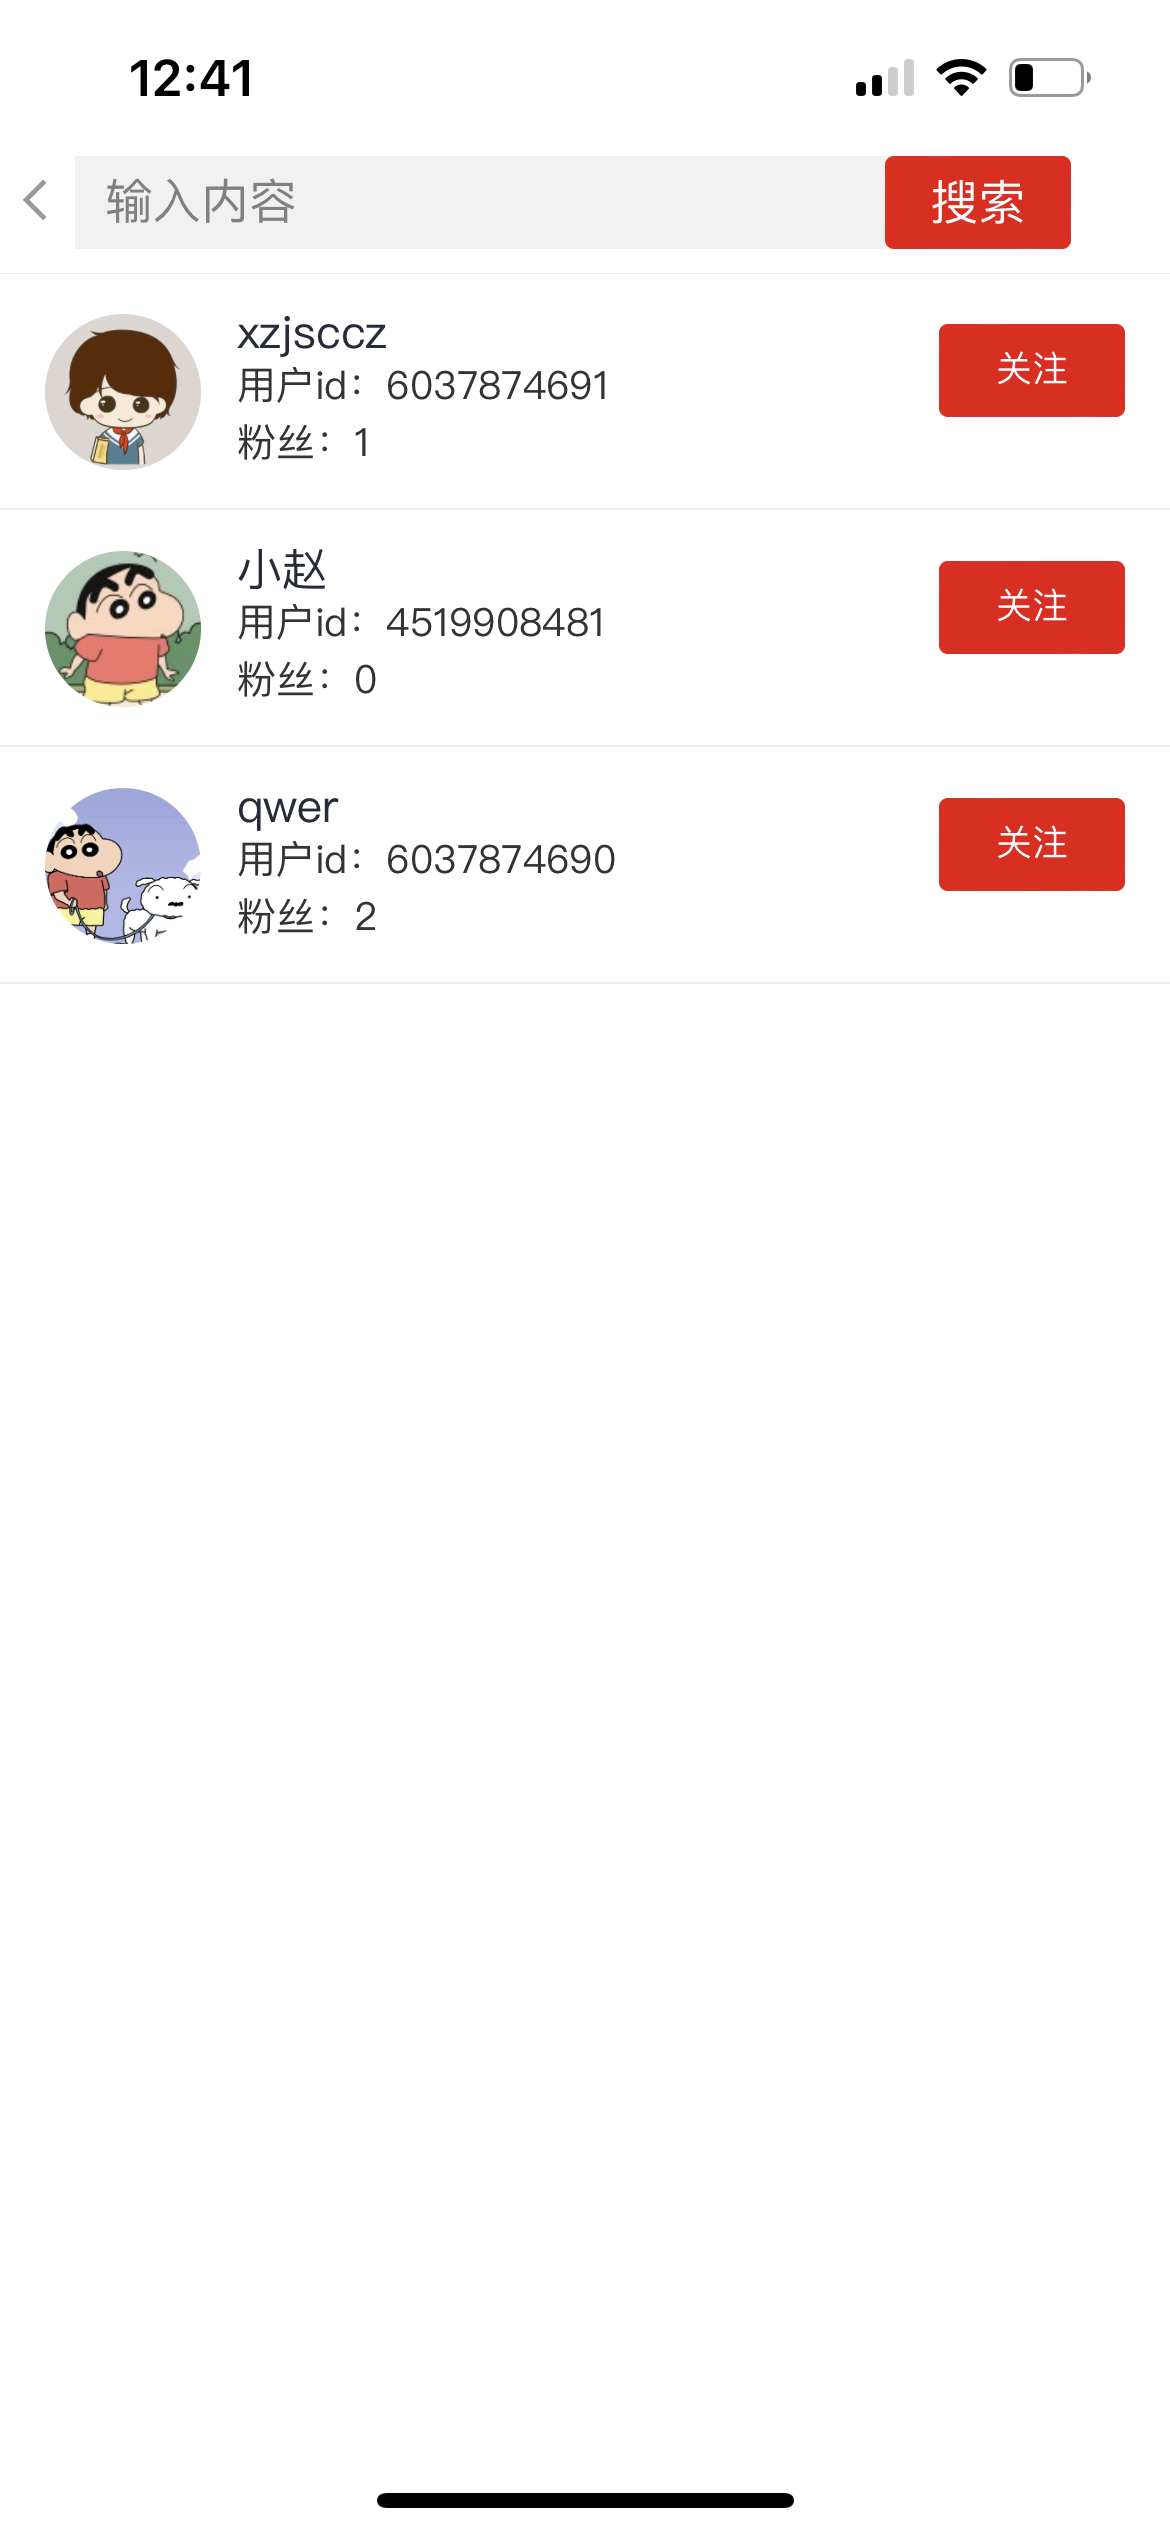 12:41
输入内容
搜索
xzjsccz
用户id：6037874691
粉丝：1
关注
小赵
用户id：4519908481
粉丝：0
关注
qwer
用户id：6037874690
粉丝：2
关注